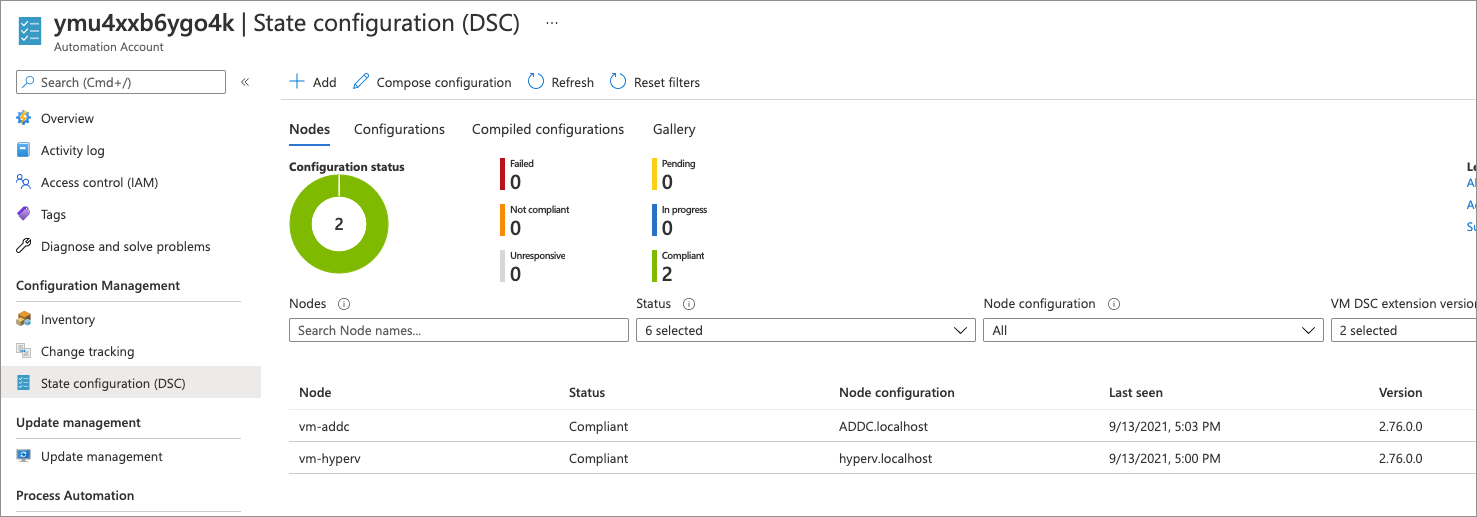 ymu4xxb6ygo4k | State configuration (DSC) ...
Automation Account
Search (Cmd+/) «
Overview
Activity log
Access control (IAM)
Tags
Diagnose and solve problems
Configuration Management
Inventory
Change tracking
State configuration (DSC)
Update management
Update management
Process Automation
Add Compose configuration Refresh Reset filters
Nodes Configurations Compiled configurations Gallery
Configuration status
2
Failed
0
Pending
0
Not compliant
0
In progress
0
Unresponsive
0
Compliant
2
Nodes Status Node configuration VM DSC extension version
Search Node names... 6 selected All 2 selected
Node Status Node configuration Last seen Version
vm-addc Compliant ADDC.localhost 9/13/2021, 5:03 PM 2.76.0.0
vm-hyperv Compliant hyperv.localhost 9/13/2021, 5:00 PM 2.76.0.0